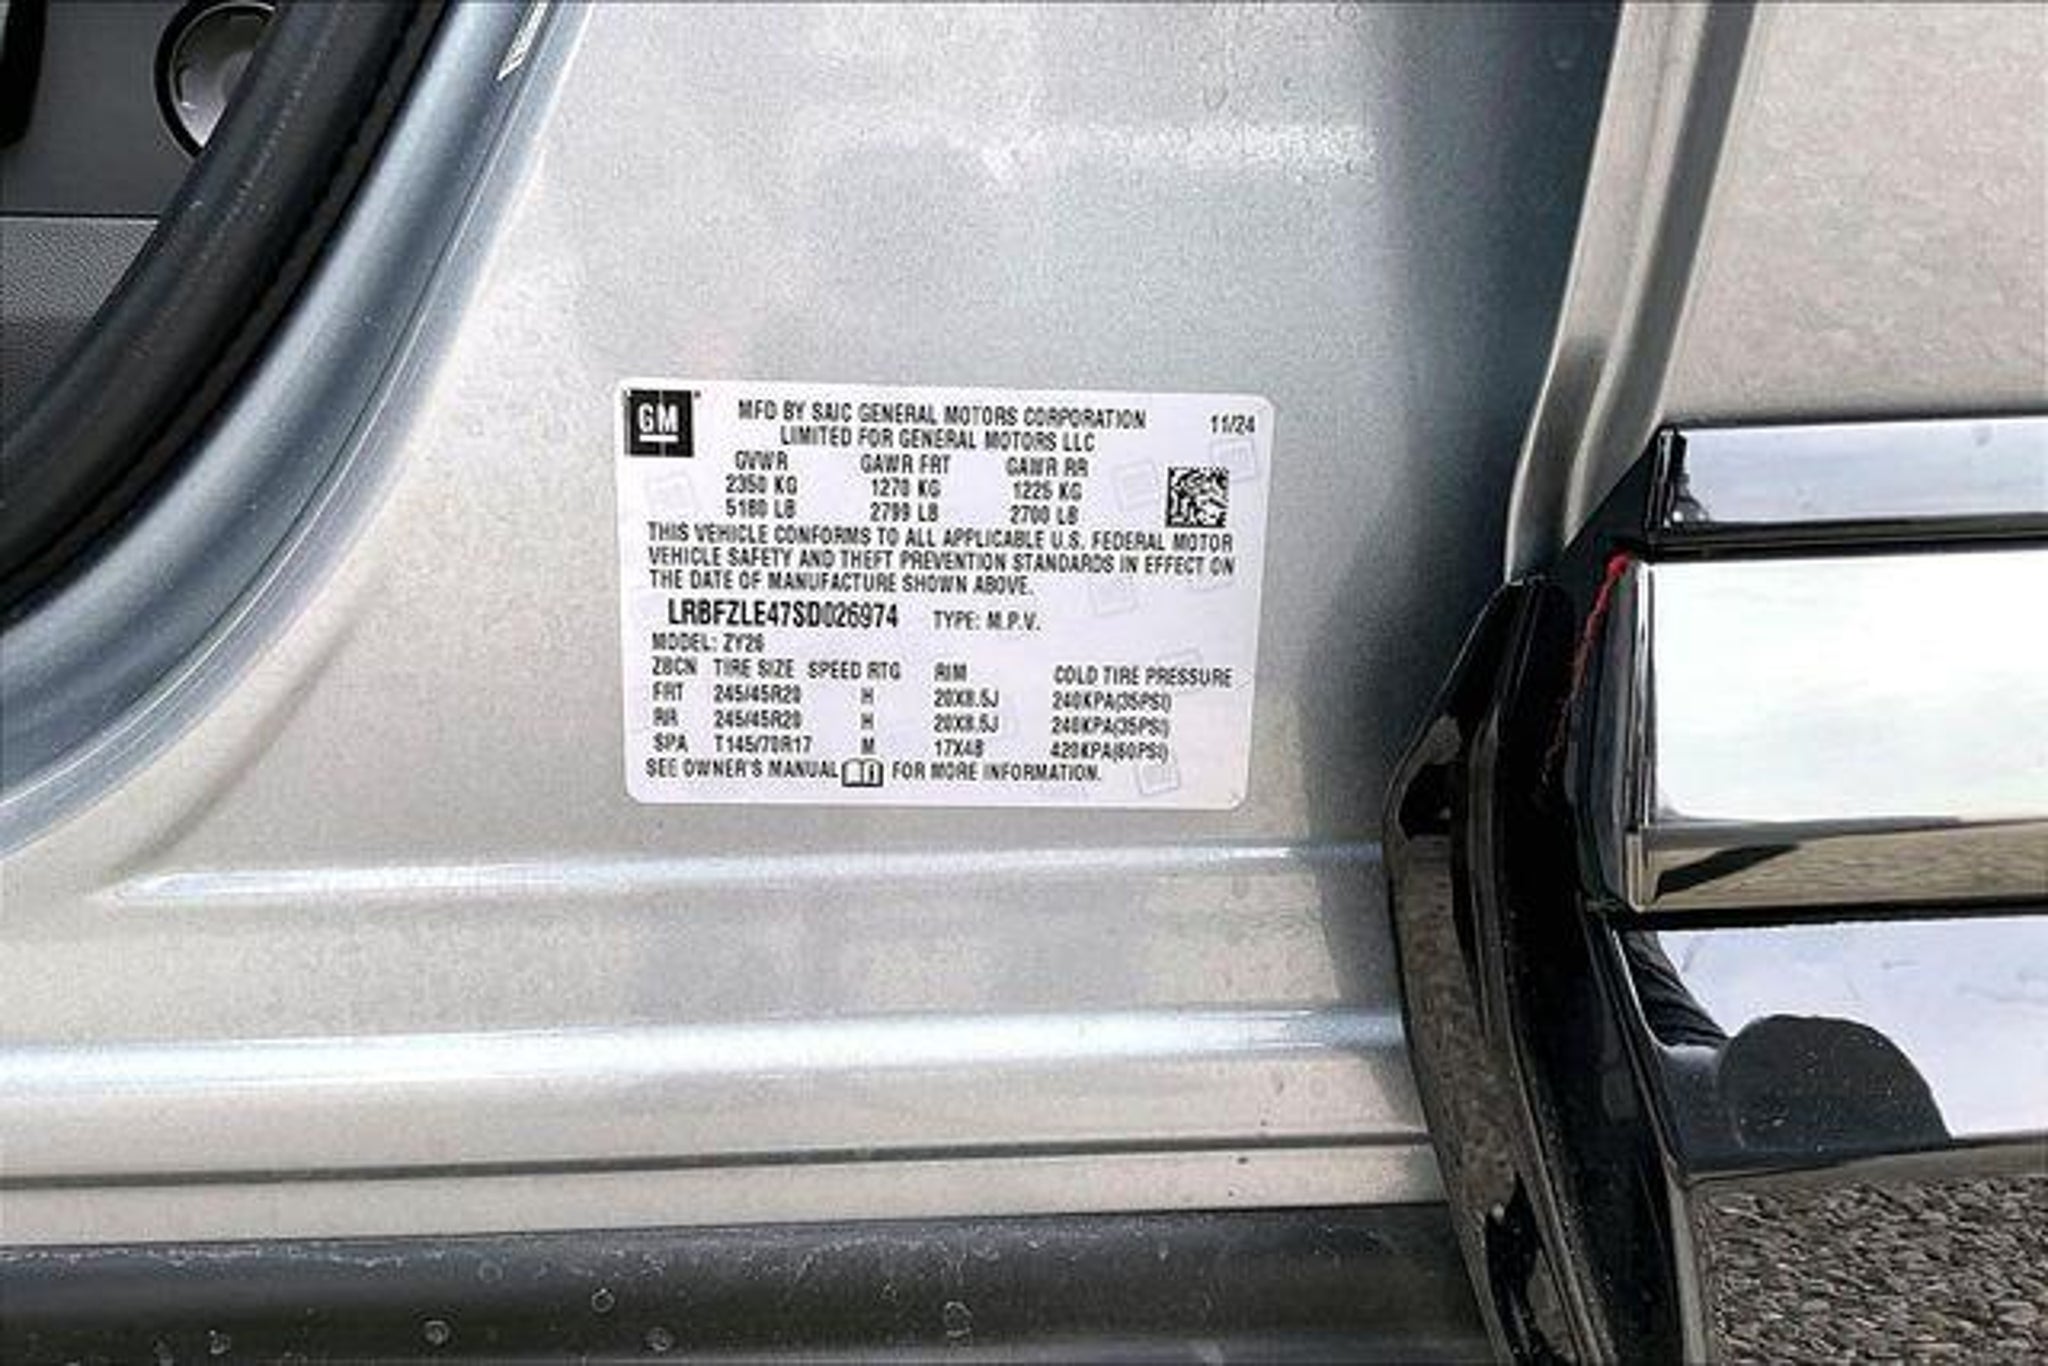 GM
MFD BY SAIC GENERAL MOTORS CORPORATION 11/24
LIMITED FOR GENERAL MOTORS LLC
GVWR GAWR FRT GAWR RR
2350 KG 1270 KG 1225 KG
5180 LB 2799 LB 2700 LB
THIS VEHICLE CONFORMS TO ALL APPLICABLE U.S. FEDERAL MOTOR
VEHICLE SAFETY AND THEFT PREVENTION STANDARDS IN EFFECT ON
THE DATE OF MANUFACTURE SHOWN ABOVE.
LRBFZLE47SD026974 TYPE: M.P.V.
MODEL: ZY26
ZBCN TIRE SIZE SPEED RTG RIM COLD TIRE PRESSURE
FRT 245/45R20 H 20X8.5J 240KPA(35PSI)
RR 245/45R20 H 20X8.5J 240KPA(35PSI)
SPA T145/70R17 M 17X4B 420KPA(60PSI)
SEE OWNER'S MANUAL FOR MORE INFORMATION.